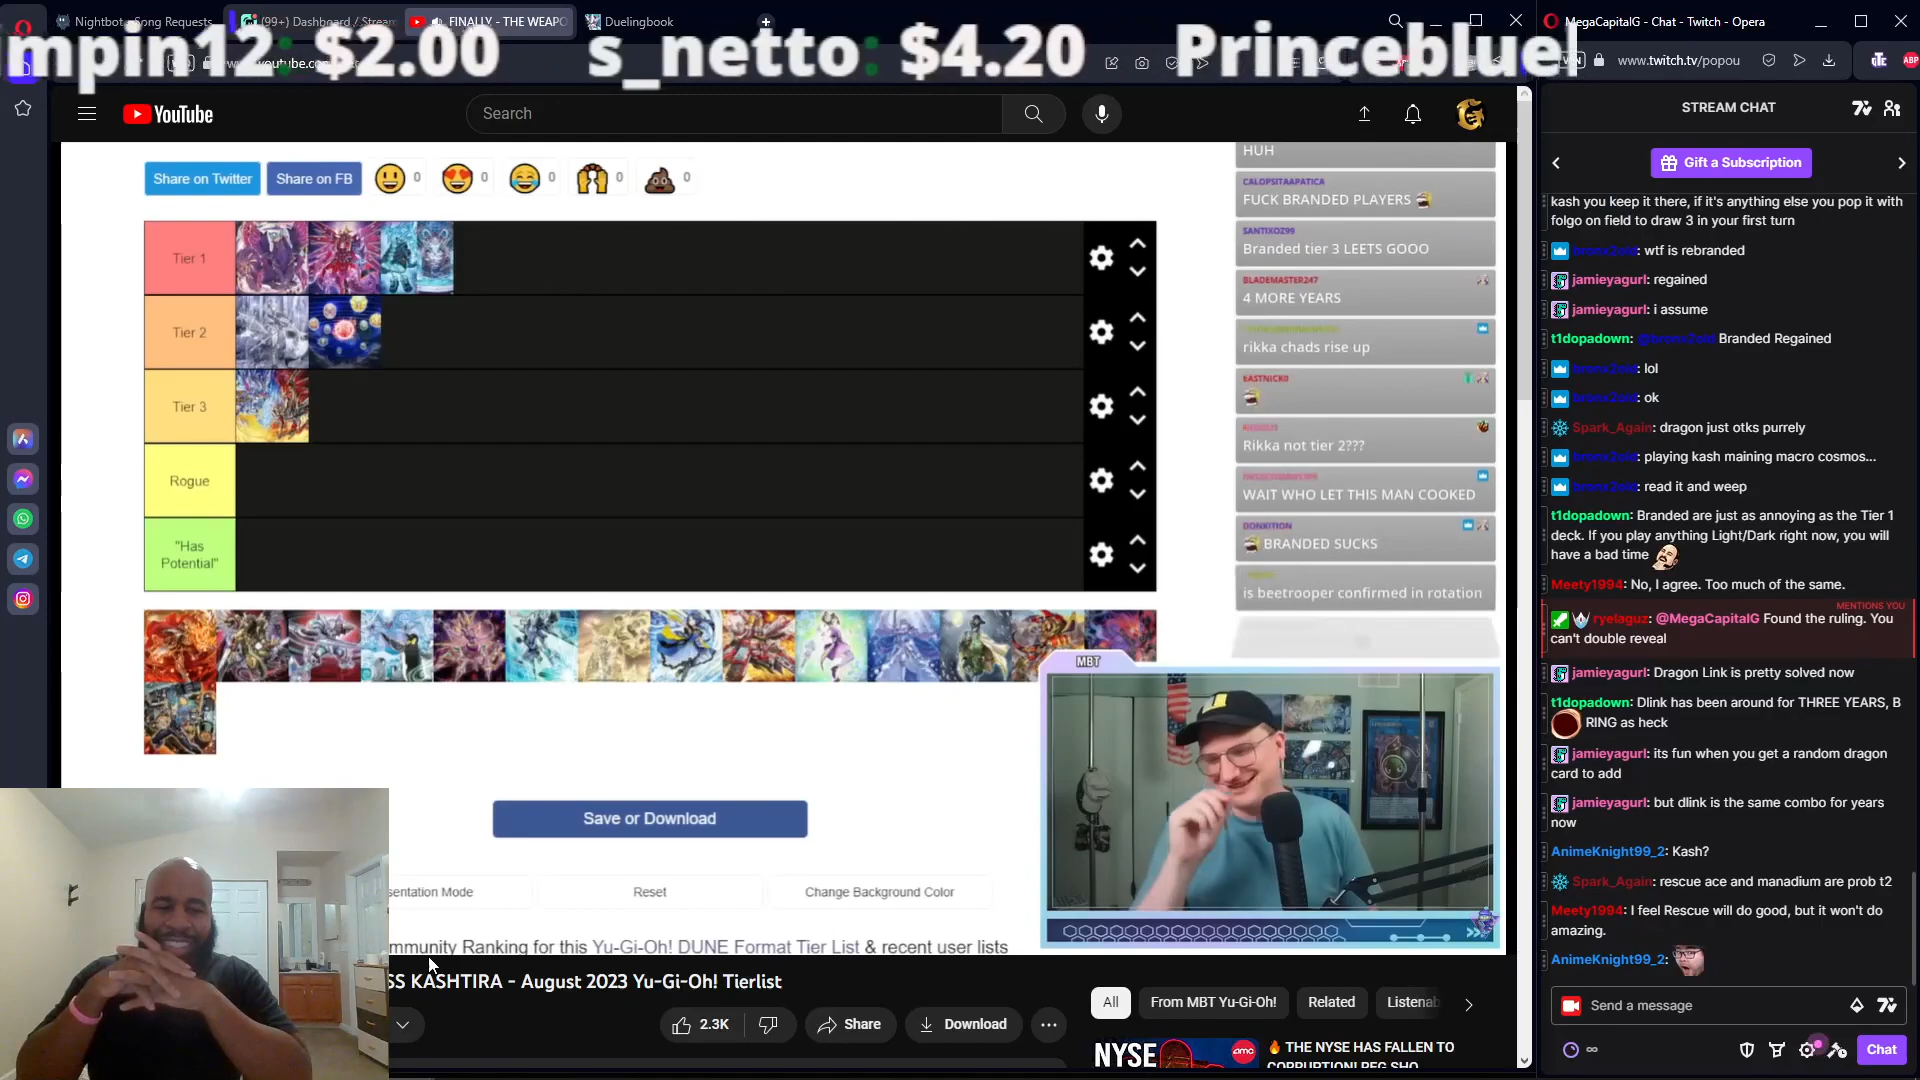 Nightbot Song Requests
(99+) Dashboard / Stream
FINALLY - THE WEAPO
Duelingbook
MegaCapitalG - Chat - Twitch - Opera
mpin12: $2.00 s_netto: $4.20 Princebluel
www.twitch.tv/popou
YouTube
Search
STREAM CHAT
Gift a Subscription
Share on Twitter
Share on FB
0
0
0
0
0
Tier 1
Tier 2
Tier 3
Rogue
"Has
Potential"
HUH
CALOPSITAAPATICA
FUCK BRANDED PLAYERS
SANTIXOZ99
Branded tier 3 LEETS GOOO
BLADEMASTER247
4 MORE YEARS
rikka chads rise up
EASTNICK0
Rikka not tier 2???
WAIT WHO LET THIS MAN COOKED
DONXITION
BRANDED SUCKS
is beetrooper confirmed in rotation
MBT
Save or Download
sentation Mode
Reset
Change Background Color
mmunity Ranking for this Yu-Gi-Oh! DUNE Format Tier List & recent user lists
SS KASHTIRA - August 2023 Yu-Gi-Oh! Tierlist
2.3K
Share
Download
All
From MBT Yu-Gi-Oh!
Related
Listenab
NYSE
amc
THE NYSE HAS FALLEN TO
CORRUPTION! REG SHO
kash you keep it there, if it's anything else you pop it with
folgo on field to draw 3 in your first turn
bronx2old: wtf is rebranded
jamieyagurl: regained
jamieyagurl: i assume
t1dopadown: @bronx2old Branded Regained
bronx2old: lol
bronx2old: ok
Spark_Again: dragon just otks purrely
bronx2old: playing kash maining macro cosmos...
bronx2old: read it and weep
t1dopadown: Branded are just as annoying as the Tier 1
deck. If you play anything Light/Dark right now, you will
have a bad time
Meety1994: No, I agree. Too much of the same.
MENTIONS YOU
ryelaguz: @MegaCapitalG Found the ruling. You
can't double reveal
jamieyagurl: Dragon Link is pretty solved now
t1dopadown: Dlink has been around for THREE YEARS, B
RING as heck
jamieyagurl: its fun when you get a random dragon
card to add
jamieyagurl: but dlink is the same combo for years
now
AnimeKnight99_2: Kash?
Spark_Again: rescue ace and manadium are prob t2
Meety1994: I feel Rescue will do good, but it won't do
amazing.
AnimeKnight99_2:
Send a message
Chat